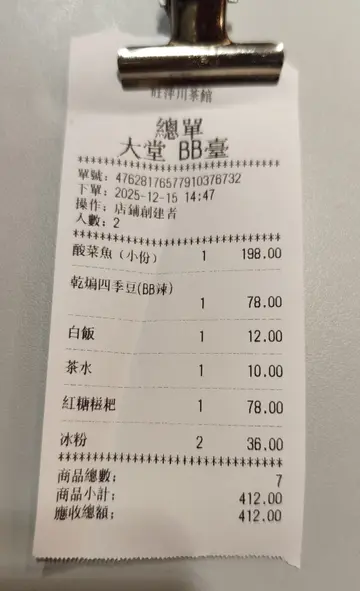 川菜館
總單
大堂 BB臺
單號: 47628176577910376732
下單: 2025-12-15 14:47
操作: 店鋪創建者
人數: 2
酸菜魚(小份) 1 198.00
乾煸四季豆(BB辣)
1 78.00
白飯 1 12.00
茶水 1 10.00
紅糖糍粑 1 78.00
冰粉 2 36.00
商品總數: 7
商品小計: 412.00
應收總額: 412.00